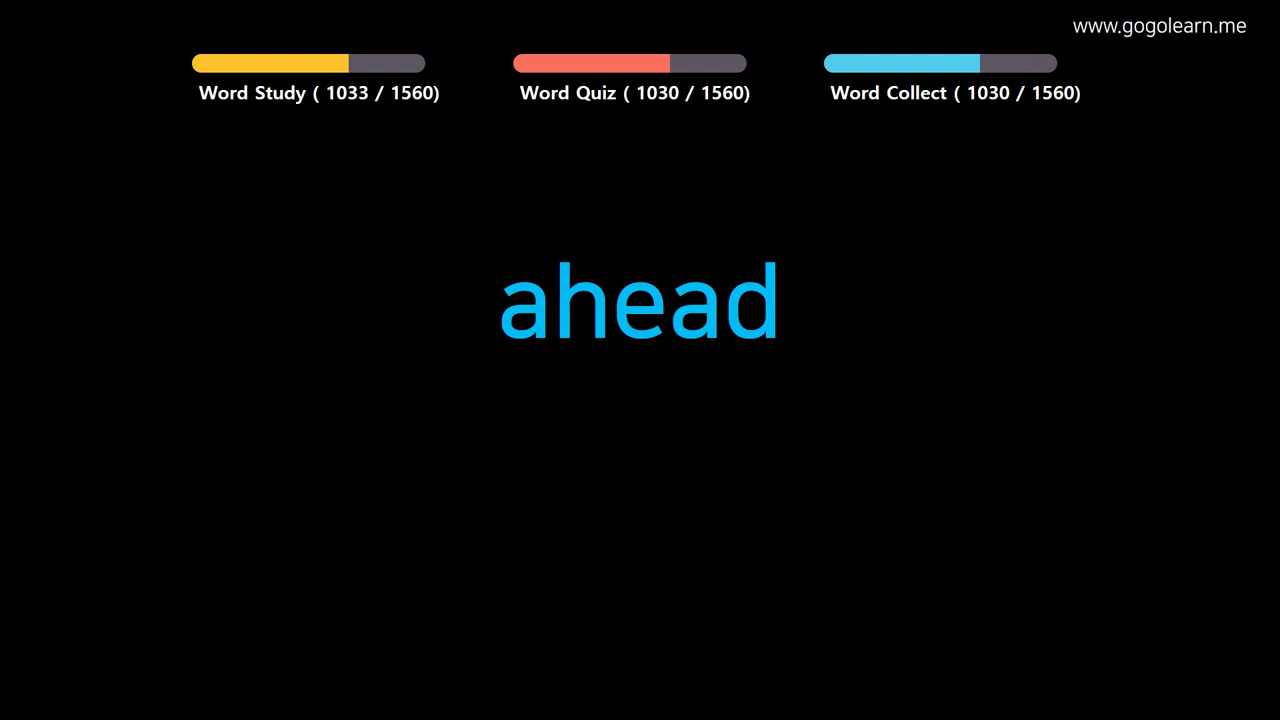 www.gogolearn.me
Word Study ( 1033 / 1560)
Word Quiz ( 1030 / 1560)
Word Collect ( 1030 / 1560)
ahead